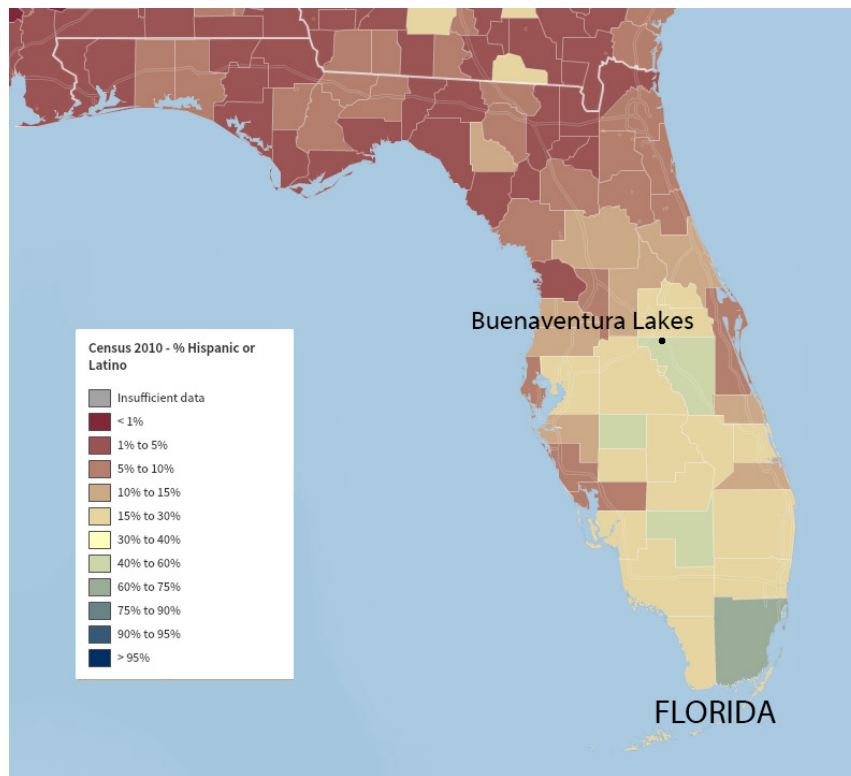 Buenaventura Lakes
Census 2010 - % Hispanic or
Latino
Insufficient data
< 1%
1% to 5%
5% to 10%
10% to 15%
15% to 30%
30% to 40%
40% to 60%
60% to 75%
75% to 90%
90% to 95%
> 95%
FLORIDA